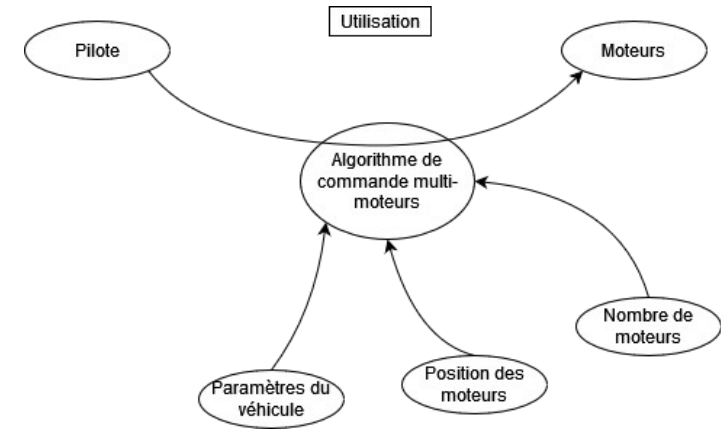 Utilisation
Pilote
Moteurs
Algorithme de
commande multi-
moteurs
Nombre de
moteurs
Position des
moteurs
Paramètres du
véhicule